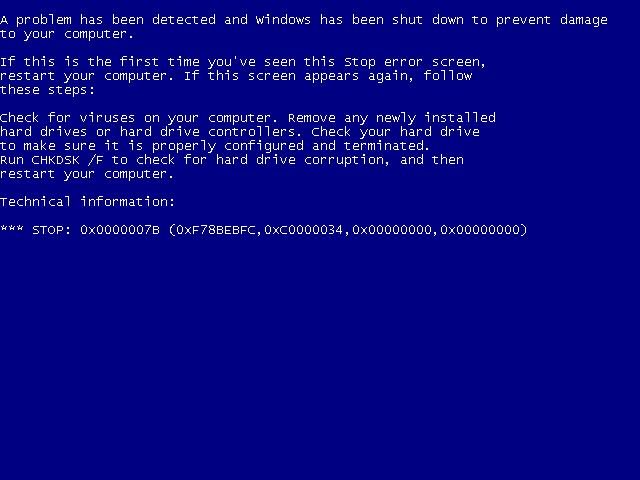 A problem has been detected and Windows has been shut down to prevent damage
to your computer.
If this is the first time you've seen this Stop error screen,
restart your computer. If this screen appears again, follow
these steps:
Check for viruses on your computer. Remove any newly installed
hard drives or hard drive controllers. Check your hard drive
to make sure it is properly configured and terminated.
Run CHKDSK /F to check for hard drive corruption, and then
restart your computer.
Technical information:
*** STOP: 0x0000007B (0xF78BEBFC,0xC0000034,0x00000000,0x00000000)